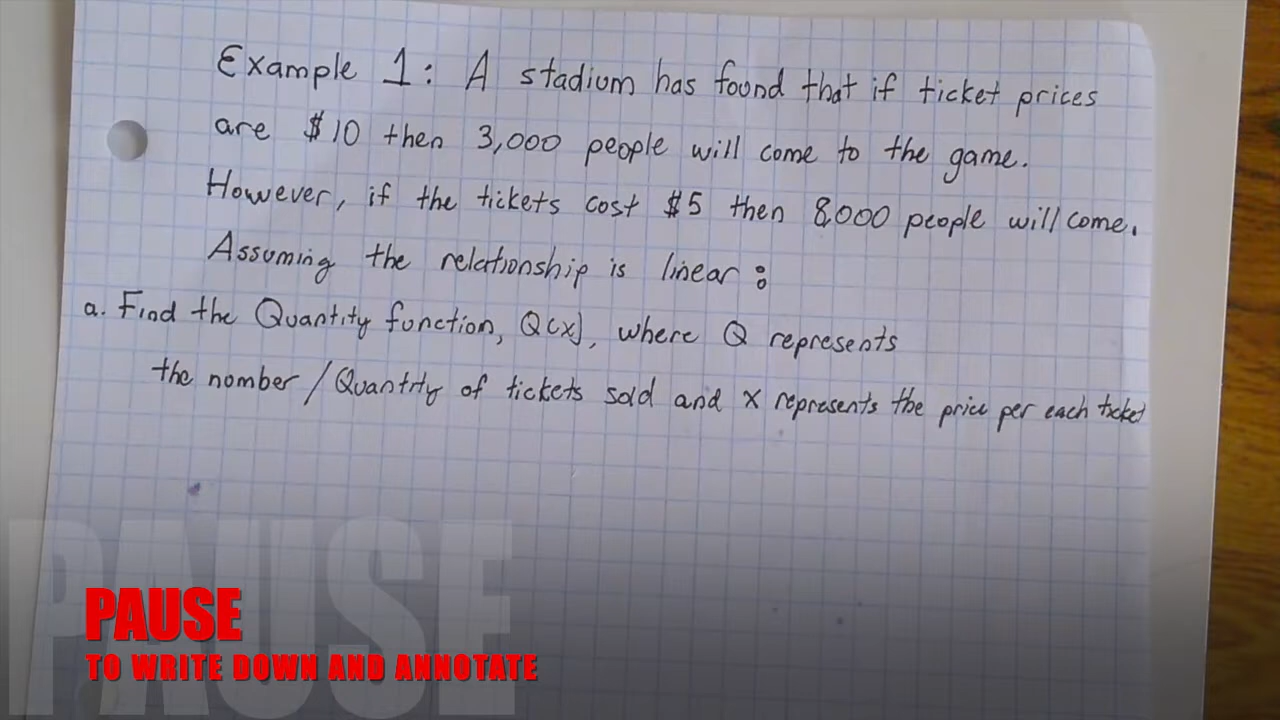 Example 1: A stadium has found that if ticket prices
are $10 then 3,000 people will come to the game.
However, if the tickets cost $5 then 8,000 people will come.
Assuming the relationship is linear:
a. Find the Quantity function, Q(x), where Q represents
the nomber / Quantity of tickets sold and x represents the price per each ticket
PAUSE
PAUSE
TO WRITE DOWN AND ANNOTATE